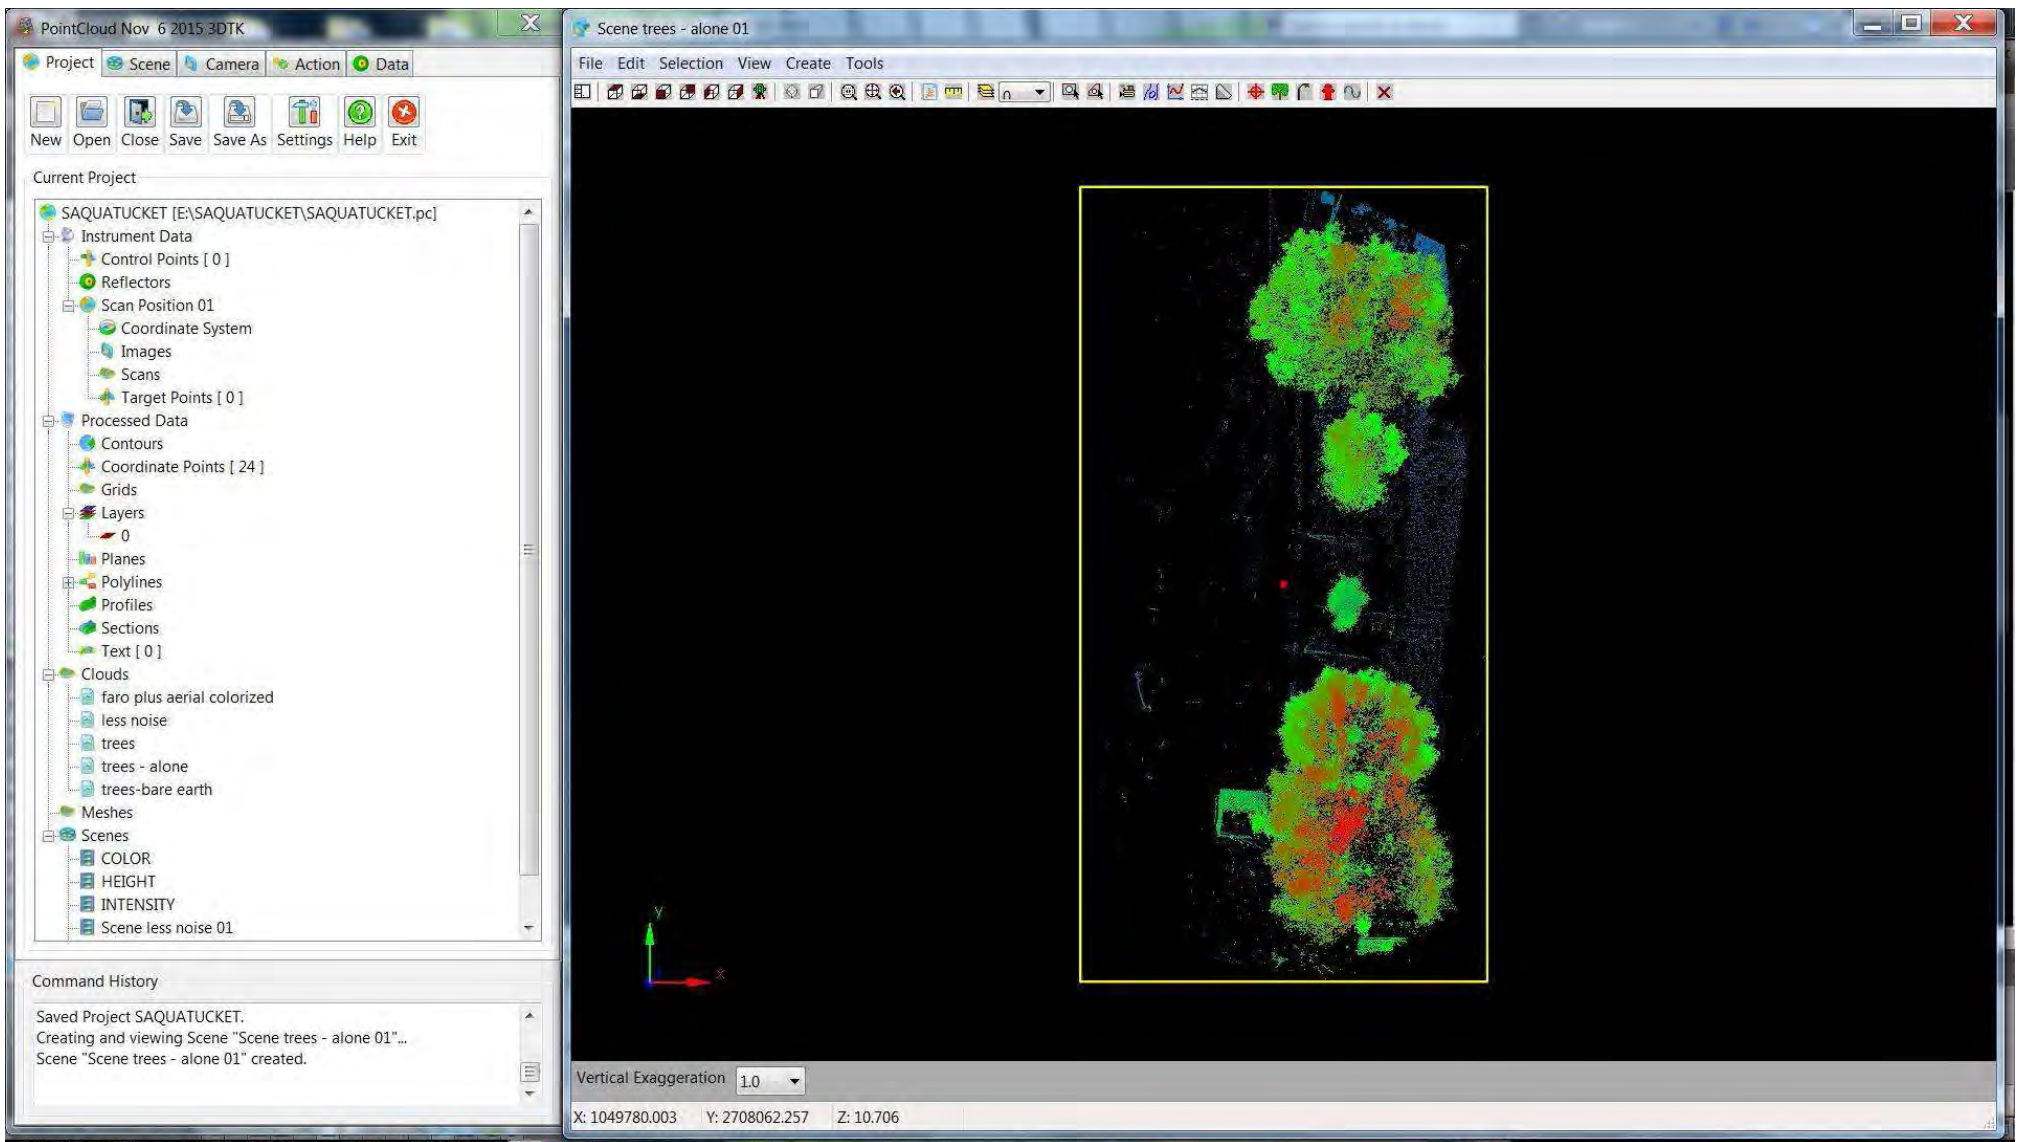 PointCloud Nov 6 2015 3DTK
Project Scene Camera Action Data
New Open Close Save Save As Settings Help Exit
Current Project
SAQUATUCKET [E:\SAQUATUCKET\SAQUATUCKET.pc]
Instrument Data
Control Points [ 0 ]
Reflectors
Scan Position 01
Coordinate System
Images
Scans
Target Points [ 0 ]
Processed Data
Contours
Coordinate Points [ 24 ]
Grids
Layers
0
Planes
Polylines
Profiles
Sections
Text [ 0 ]
Clouds
faro plus aerial colorized
less noise
trees
trees - alone
trees-bare earth
Meshes
Scenes
COLOR
HEIGHT
INTENSITY
Scene less noise 01
Command History
Saved Project SAQUATUCKET.
Creating and viewing Scene "Scene trees - alone 01"...
Scene "Scene trees - alone 01" created.
Scene trees - alone 01
File Edit Selection View Create Tools
0
y
x
Vertical Exaggeration 1.0
X: 1049780.003 Y: 2708062.257 Z: 10.706